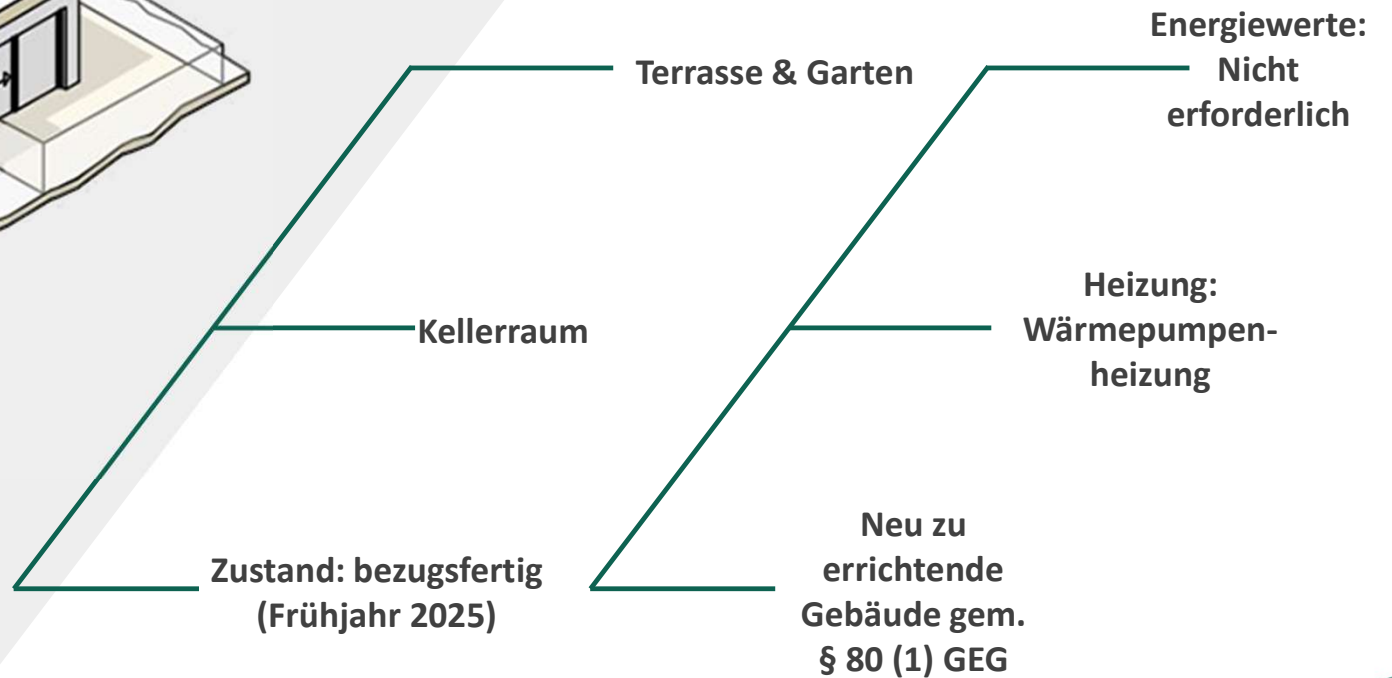 Terrasse & Garten
Kellerraum
Zustand: bezugsfertig
(Frühjahr 2025)
Energiewerte:
Nicht
erforderlich
Heizung:
Wärmepumpen-
heizung
Neu zu
errichtende
Gebäude gem.
§ 80 (1) GEG